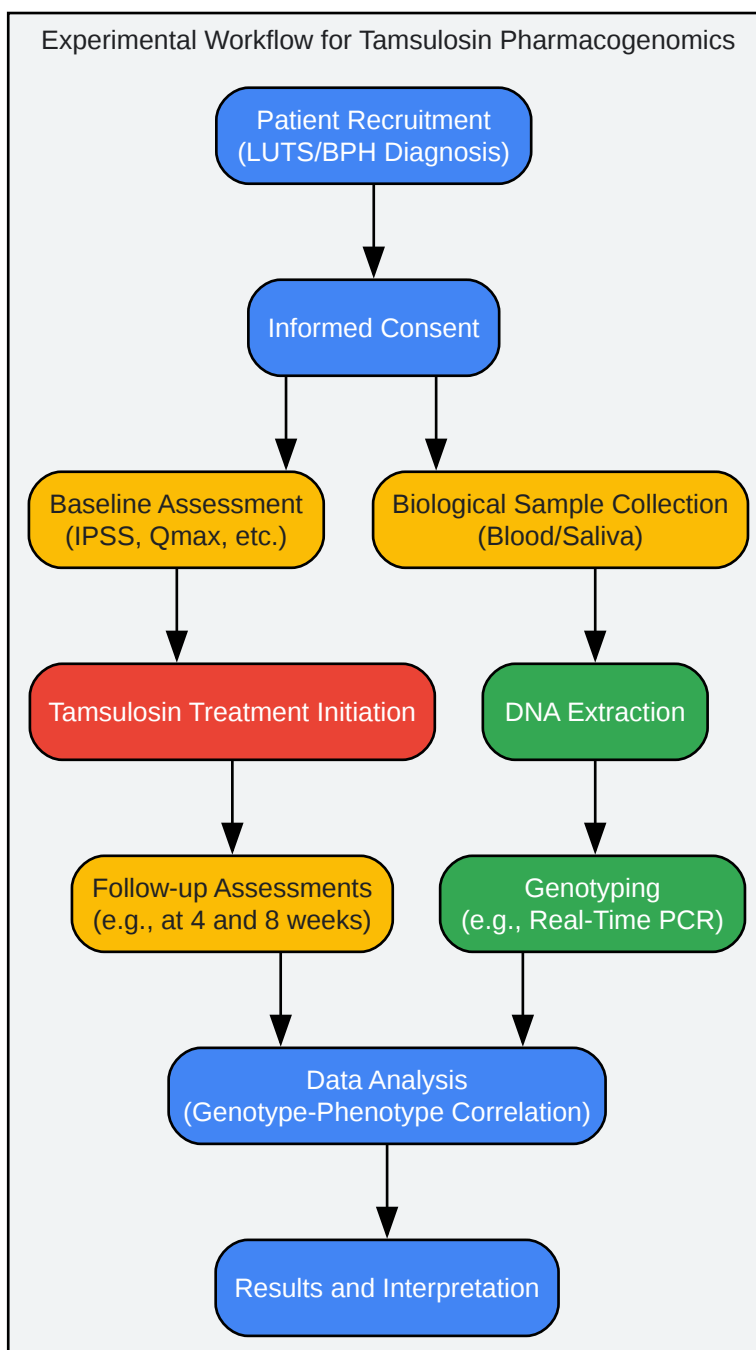 Experimental Workflow for Tamsulosin Pharmacogenomics
Patient Recruitment
(LUTS/BPH Diagnosis)
Informed Consent
Baseline Assessment
(IPSS, Qmax, etc.)
Biological Sample Collection
(Blood/Saliva)
Tamsulosin Treatment Initiation
DNA Extraction
Follow-up Assessments
(e.g., at 4 and 8 weeks)
Genotyping
(e.g., Real-Time PCR)
Data Analysis
(Genotype-Phenotype Correlation)
Results and Interpretation